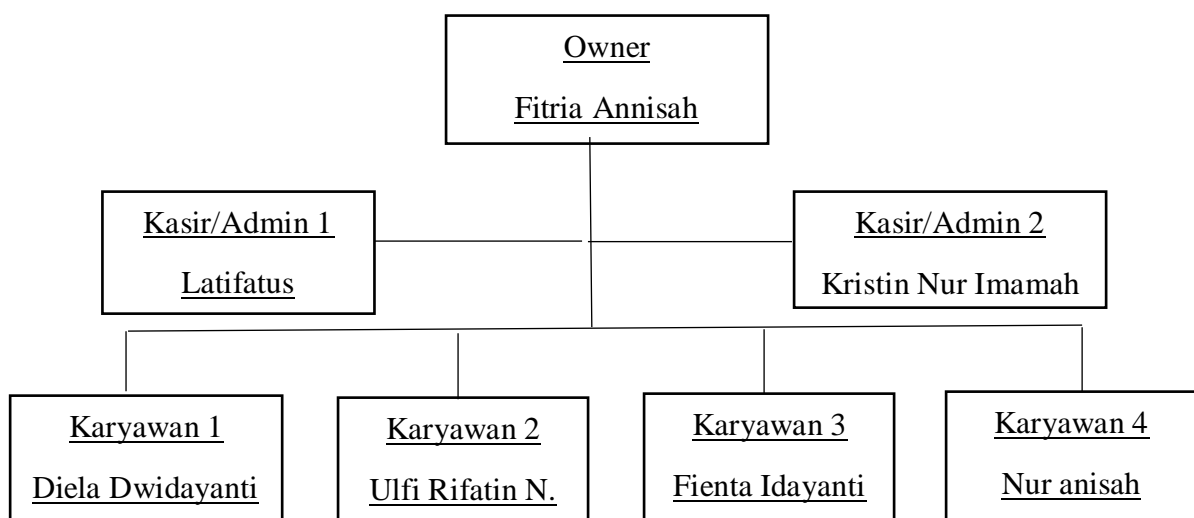 Owner
Fitria Annisah
Kasir/Admin 1
Latifatus
Kasir/Admin 2
Kristin Nur Imamah
Karyawan 1
Diela Dwidayanti
Karyawan 2
Ulfi Rifatin N.
Karyawan 3
Fienta Idayanti
Karyawan 4
Nur anisah